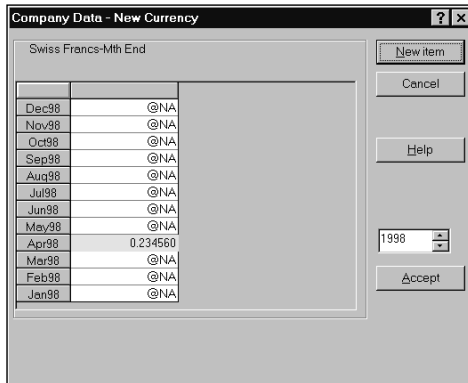 Company Data - New Currency
? ×
Swiss Francs-Mth End
New item
Cancel
Help
1998
Accept
Dec98 @NA
Nov98 @NA
Oct98 @NA
Sep98 @NA
Aug98 @NA
Jul98 @NA
Jun98 @NA
May98 @NA
Apr98 0.234560
Mar98 @NA
Feb98 @NA
Jan98 @NA